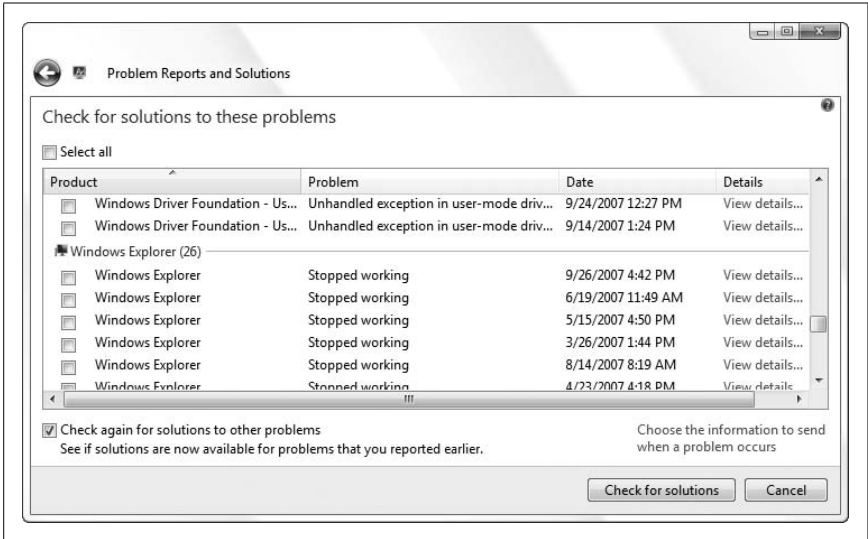 Problem Reports and Solutions
Check for solutions to these problems
Select all
Product Problem Date Details
Windows Driver Foundation - Us... Unhandled exception in user-mode driv... 9/24/2007 12:27 PM View details...
Windows Driver Foundation - Us... Unhandled exception in user-mode driv... 9/14/2007 1:24 PM View details...
Windows Explorer (26)
Windows Explorer Stopped working 9/26/2007 4:42 PM View details...
Windows Explorer Stopped working 6/19/2007 11:49 AM View details...
Windows Explorer Stopped working 5/15/2007 4:50 PM View details...
Windows Explorer Stopped working 3/26/2007 1:44 PM View details...
Windows Explorer Stopped working 8/14/2007 8:19 AM View details...
Windows Explorer Stopped working 4/23/2007 4:18 PM View details
Check again for solutions to other problems
See if solutions are now available for problems that you reported earlier.
Choose the information to send
when a problem occurs
Check for solutions Cancel